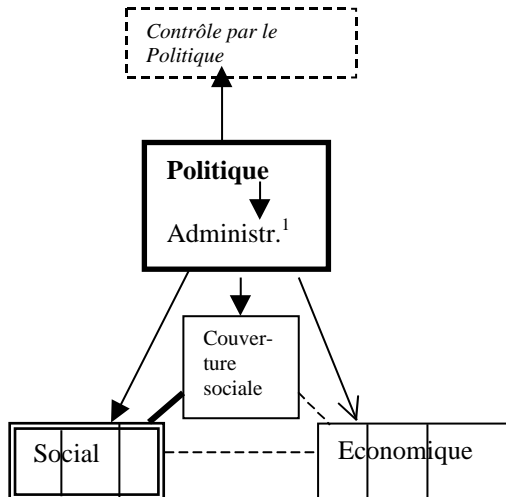 Contrôle par le
Politique
Politique
Administr.1
Couver-
ture
sociale
Social
Economique